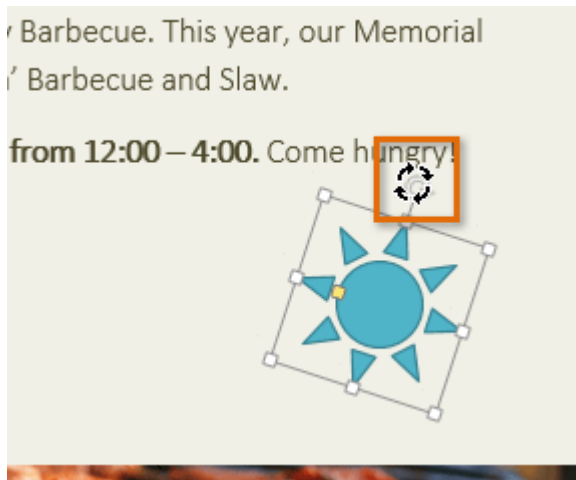 Barbecue. This year, our Memorial
Barbecue and Slaw.
from 12:00 – 4:00. Come hungry!